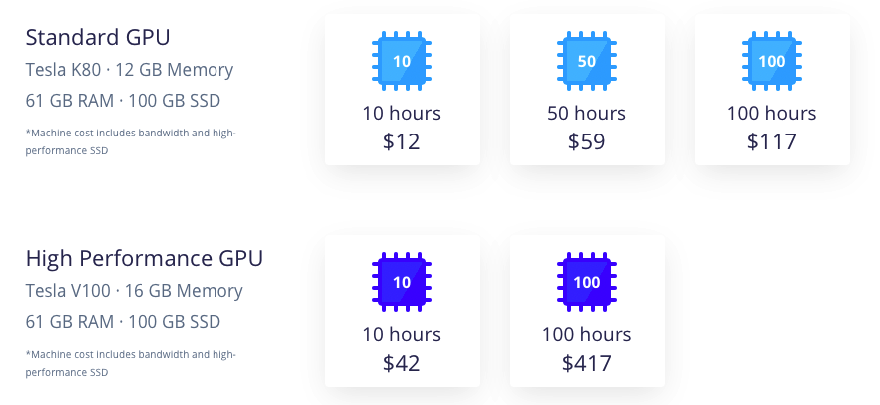 Standard GPU
Tesla K80 · 12 GB Memory
61 GB RAM · 100 GB SSD
*Machine cost includes bandwidth and high-
performance SSD
10
10 hours
$12
50
50 hours
$59
100
100 hours
$117
High Performance GPU
Tesla V100 · 16 GB Memory
61 GB RAM · 100 GB SSD
*Machine cost includes bandwidth and high-
performance SSD
10
10 hours
$42
100
100 hours
$417